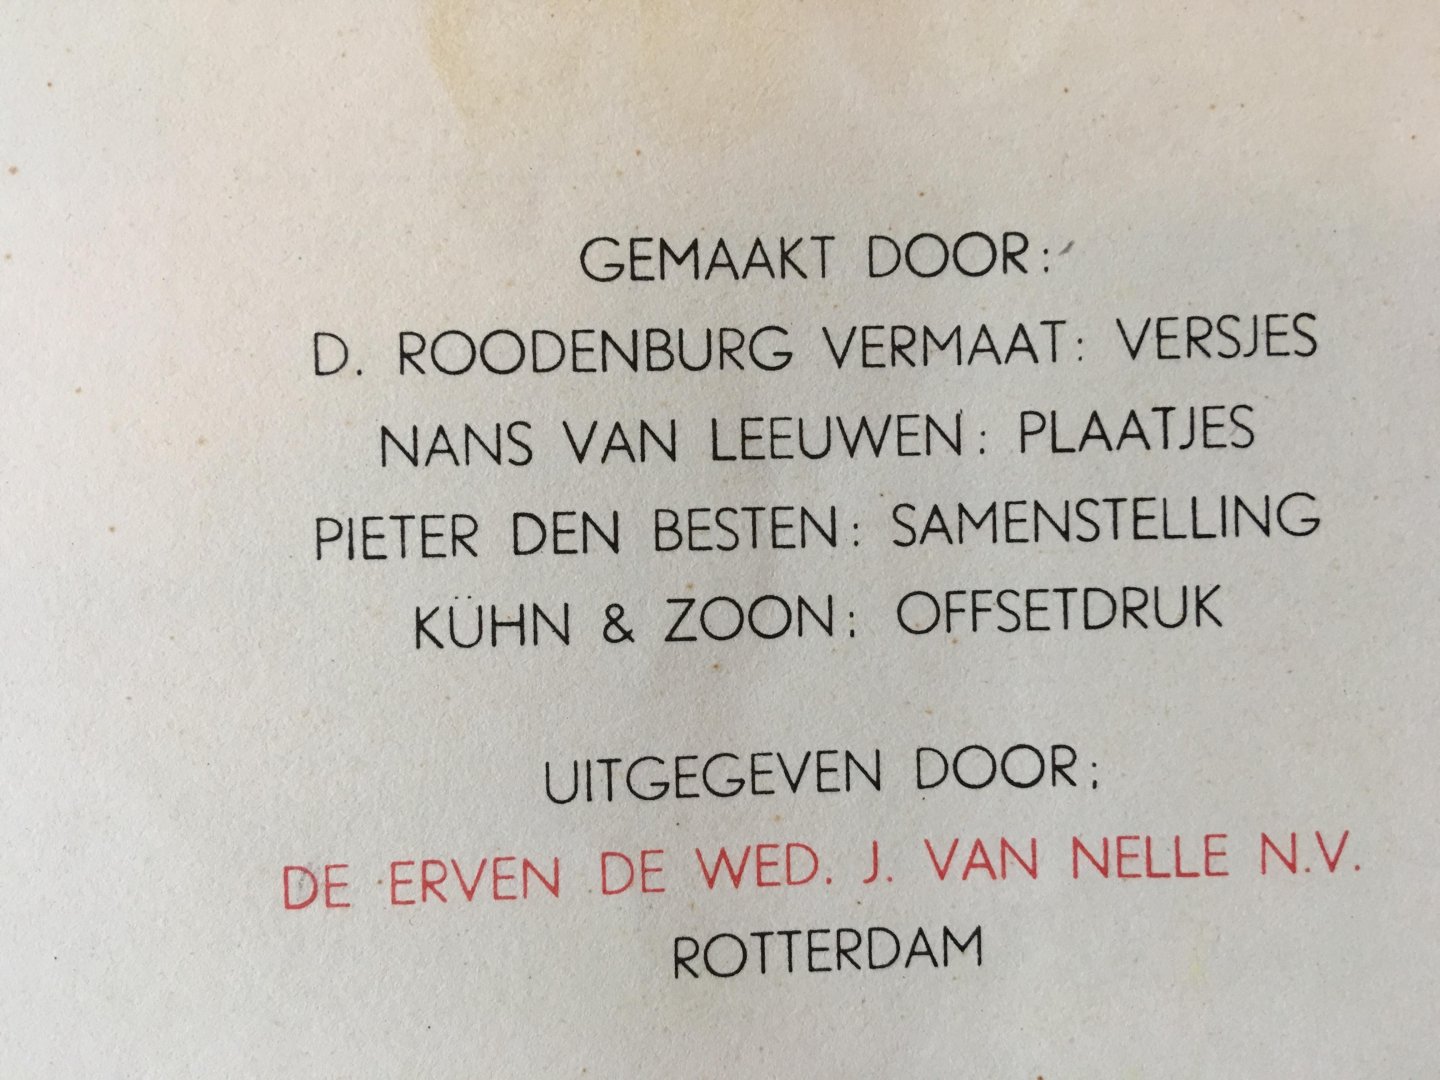 GEMAAKT DOOR:
D. ROODENBURG VERMAAT: VERSJES
NANS VAN LEEUWEN: PLAATJES
PIETER DEN BESTEN: SAMENSTELLING
KÜHN & ZOON: OFFSETDRUK
UITGEGEVEN DOOR:
DE ERVEN DE WED. J. VAN NELLE N.V.
ROTTERDAM